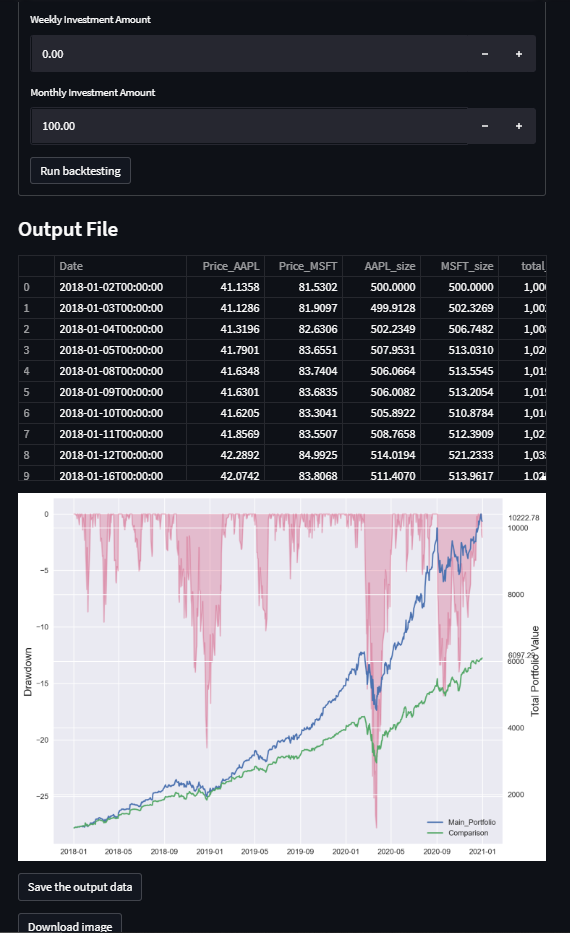 Weekly Investment Amount
0.00 − +
Monthly Investment Amount
100.00 − +
Run backtesting
Output File
Date Price_AAPL Price_MSFT AAPL_size MSFT_size total_
0 2018-01-02T00:00:00 41.1358 81.5302 500.0000 500.0000 1,00
1 2018-01-03T00:00:00 41.1286 81.9097 499.9128 502.3269
2 2018-01-04T00:00:00 41.3196 82.6306 502.2349 506.7482 1,00
3 2018-01-05T00:00:00 41.7901 83.6551 507.9531 513.0310 1,02
4 2018-01-08T00:00:00 41.6348 83.7404 506.0664 513.5545 1,01
5 2018-01-09T00:00:00 41.6301 83.6835 506.0082 513.2054 1,01
6 2018-01-10T00:00:00 41.6205 83.3041 505.8922 510.8784 1,01
7 2018-01-11T00:00:00 41.8569 83.5507 508.7658 512.3909 1,02
8 2018-01-12T00:00:00 42.2892 84.9925 514.0194 521.2333 1,03
9 2018-01-16T00:00:00 42.0742 83.8068 511.4070 513.9617
0
−5
−10
−15
−20
−25
Drawdown
10222.78
10000
8000
6097.29
6000
4000
2000
Total Portfolio Value
Main_Portfolio
Comparison
2018-01 2018-05 2018-09 2019-01 2019-05 2019-09 2020-01 2020-05 2020-09 2021-01
Save the output data
Download image